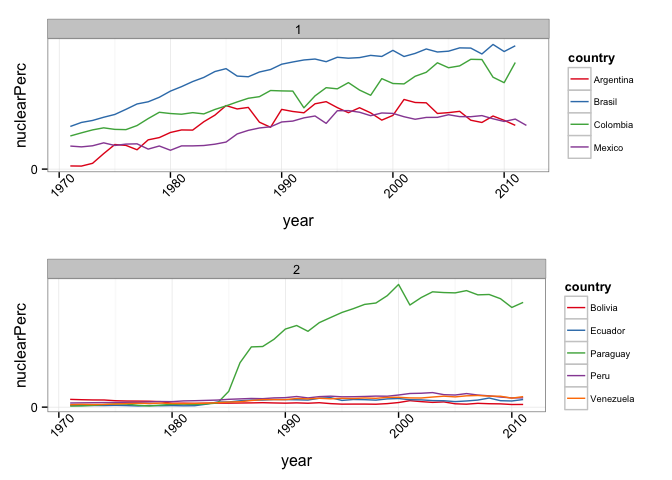 1
nuclearPerc
0
1970
1980
1990
2000
2010
year
country
Argentina
Brasil
Colombia
Mexico
2
nuclearPerc
0
1970
1980
1990
2000
2010
year
country
Bolivia
Ecuador
Paraguay
Peru
Venezuela